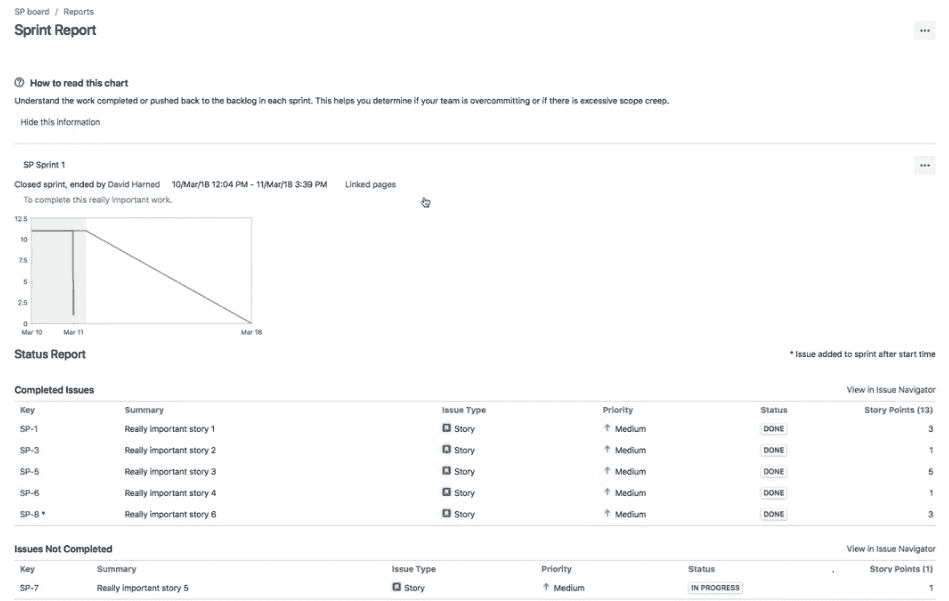 SP board / Reports
Sprint Report
How to read this chart
Understand the work completed or pushed back to the backlog in each sprint. This helps you determine if your team is overcommitting or if there is excessive scope creep.
Hide this information
SP Sprint 1
Closed sprint, ended by David Harned 10/Mar/18 12:04 PM - 11/Mar/18 3:39 PM Linked pages
To complete this really important work.
12.5
10
7.5
5
2.5
0
Mar 10 Mar 11 Mar 18
Status Report * Issue added to sprint after start time
Completed Issues View in Issue Navigator
Key Summary Issue Type Priority Status Story Points (13)
SP-1 Really important story 1 Story Medium DONE 3
SP-3 Really important story 2 Story Medium DONE 1
SP-5 Really important story 3 Story Medium DONE 5
SP-6 Really important story 4 Story Medium DONE 1
SP-8 * Really important story 6 Story Medium DONE 3
Issues Not Completed View in Issue Navigator
Key Summary Issue Type Priority Status Story Points (1)
SP-7 Really important story 5 Story Medium IN PROGRESS 1